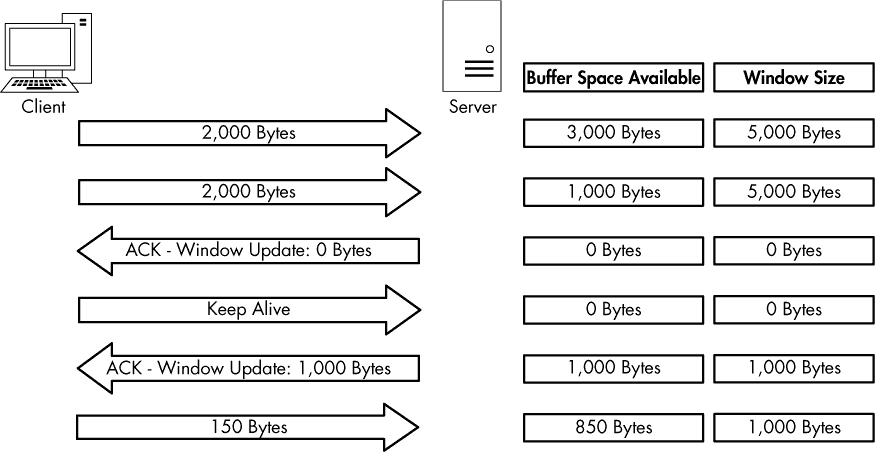 Buffer Space Available Window Size
Client Server
2,000 Bytes 3,000 Bytes 5,000 Bytes
2,000 Bytes 1,000 Bytes 5,000 Bytes
ACK - Window Update: 0 Bytes 0 Bytes 0 Bytes
Keep Alive 0 Bytes 0 Bytes
ACK - Window Update: 1,000 Bytes 1,000 Bytes 1,000 Bytes
150 Bytes 850 Bytes 1,000 Bytes